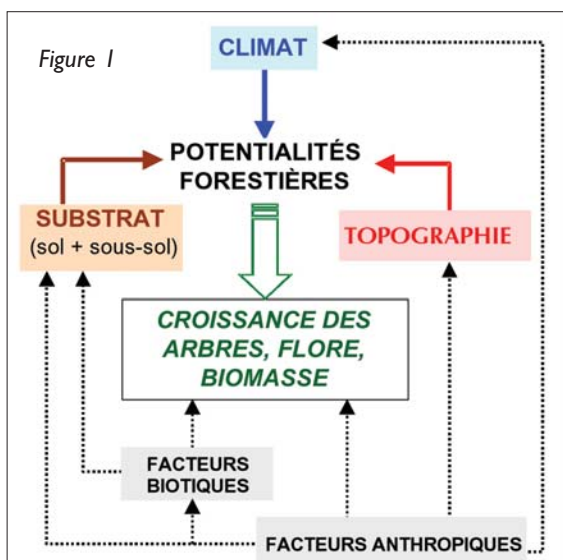 Figure 1
CLIMAT
POTENTIALITÉS
FORESTIÈRES
SUBSTRAT
(sol + sous-sol)
TOPOGRAPHIE
CROISSANCE DES
ARBRES, FLORE,
BIOMASSE
FACTEURS
BIOTIQUES
FACTEURS ANTHROPIQUES